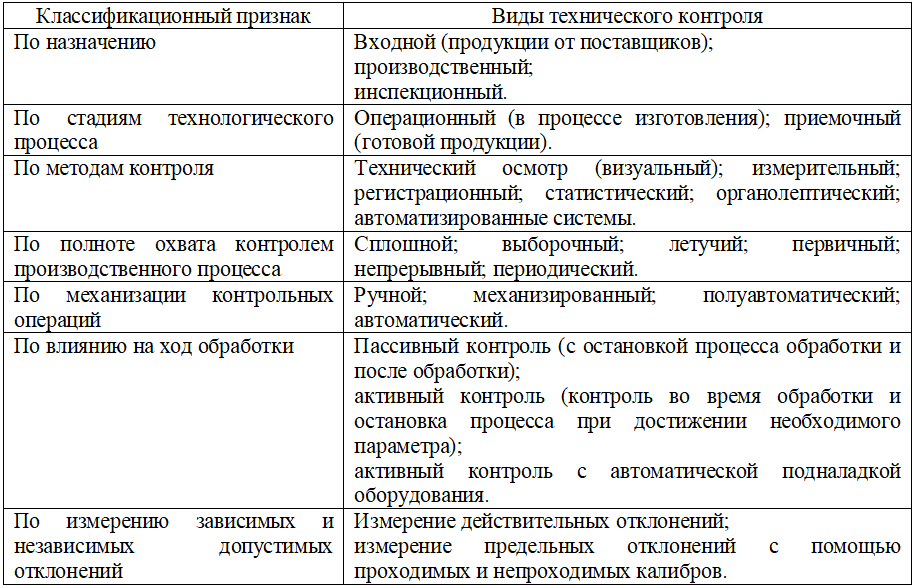 Классификационный признак
Виды технического контроля
По назначению
Входной (продукции от поставщиков);
производственный;
инспекционный.
По стадиям технологического
процесса
Операционный (в процессе изготовления); приемочный
(готовой продукции).
По методам контроля
Технический осмотр (визуальный); измерительный;
регистрационный; статистический; органолептический;
автоматизированные системы.
По полноте охвата контролем
производственного процесса
Сплошной; выборочный; летучий; первичный;
непрерывный; периодический.
По механизации контрольных
операций
Ручной; механизированный; полуавтоматический;
автоматический.
По влиянию на ход обработки
Пассивный контроль (с остановкой процесса обработки и
после обработки);
активный контроль (контроль во время обработки и
остановка процесса при достижении необходимого
параметра);
активный контроль с автоматической подналадкой
оборудования.
По измерению зависимых и
независимых допустимых
отклонений
Измерение действительных отклонений;
измерение предельных отклонений с помощью
проходимых и непроходимых калибров.